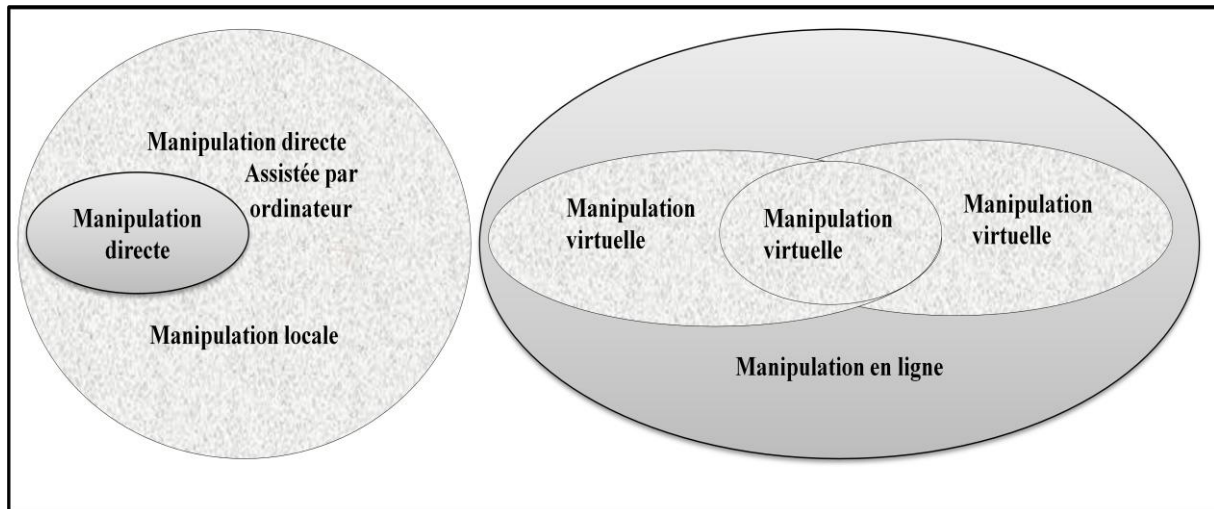 Manipulation directe
Assistée par
ordinateur
Manipulation
directe
Manipulation locale
Manipulation
virtuelle
Manipulation
virtuelle
Manipulation
virtuelle
Manipulation en ligne